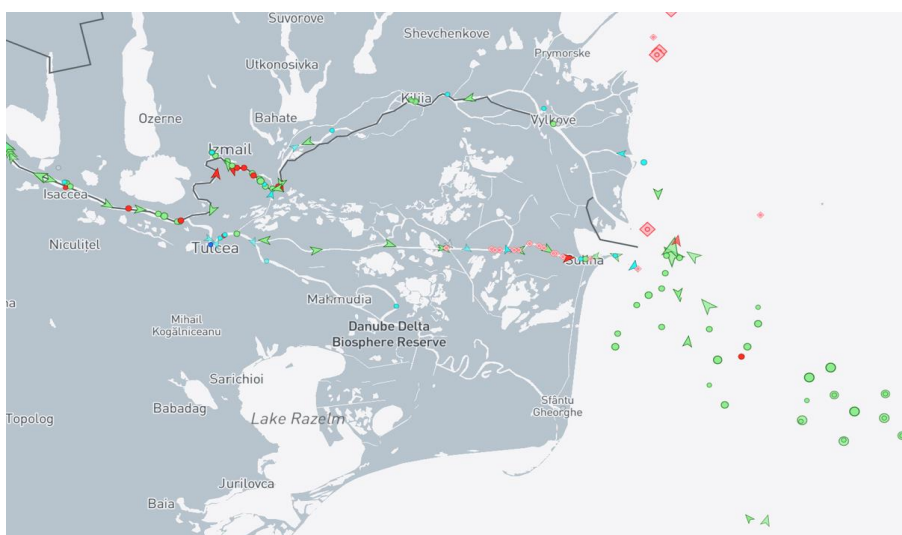 Suvorove
Shevchenkove
Prymorske
Utkonosivka
Kiliia
Ozerne
Bahate
Vylkove
Izmail
Isaccea
Niculițel
Tulcea
Sulina
Mahmudia
Mihail
Kogălniceanu
Danube Delta
Biosphere Reserve
Sarichioi
Babadag
Sfântu
Gheorghe
Topolog
Lake Razelm
Jurilovca
Baia